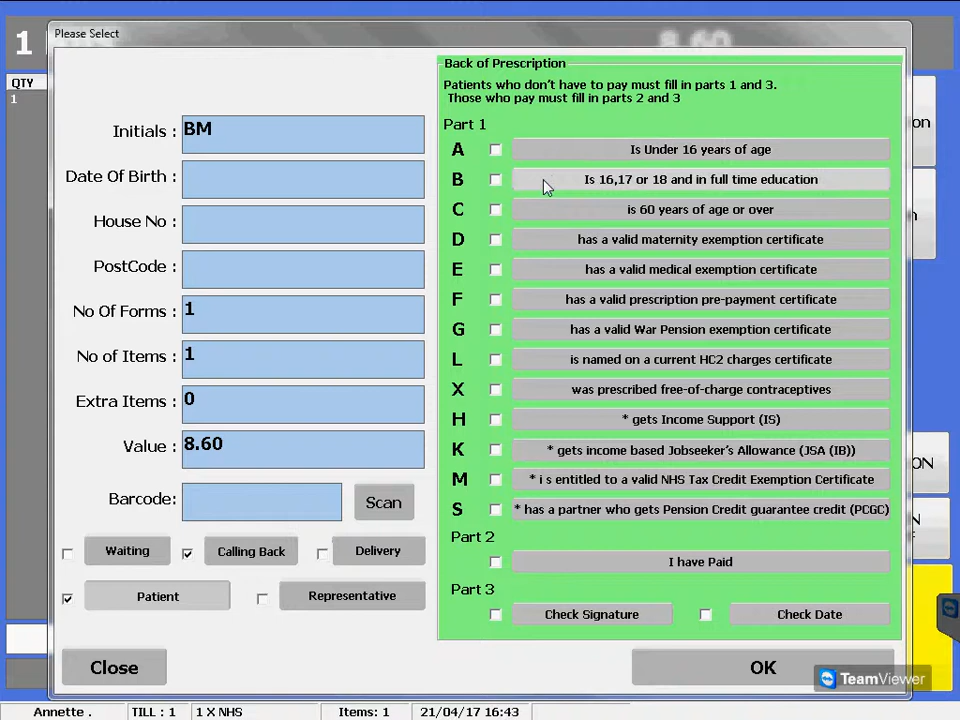 Please Select
1
8.60
QTY
1
Initials : BM
Date Of Birth :
House No :
PostCode :
No Of Forms : 1
No of Items : 1
Extra Items : 0
Value : 8.60
Barcode: Scan
Waiting Calling Back Delivery
Patient Representative
Close
Back of Prescription
Patients who don't have to pay must fill in parts 1 and 3.
Those who pay must fill in parts 2 and 3
Part 1
A Is Under 16 years of age
B Is 16,17 or 18 and in full time education
C is 60 years of age or over
D has a valid maternity exemption certificate
E has a valid medical exemption certificate
F has a valid prescription pre-payment certificate
G has a valid War Pension exemption certificate
L is named on a current HC2 charges certificate
X was prescribed free-of-charge contraceptives
H * gets Income Support (IS)
K * gets income based Jobseeker's Allowance (JSA (IB))
M * i s entitled to a valid NHS Tax Credit Exemption Certificate
S * has a partner who gets Pension Credit guarantee credit (PCGC)
Part 2
I have Paid
Part 3
Check Signature Check Date
OK
TeamViewer
on
n
ON
N
F
Annette . TILL : 1 1 X NHS Items: 1 21/04/17 16:43